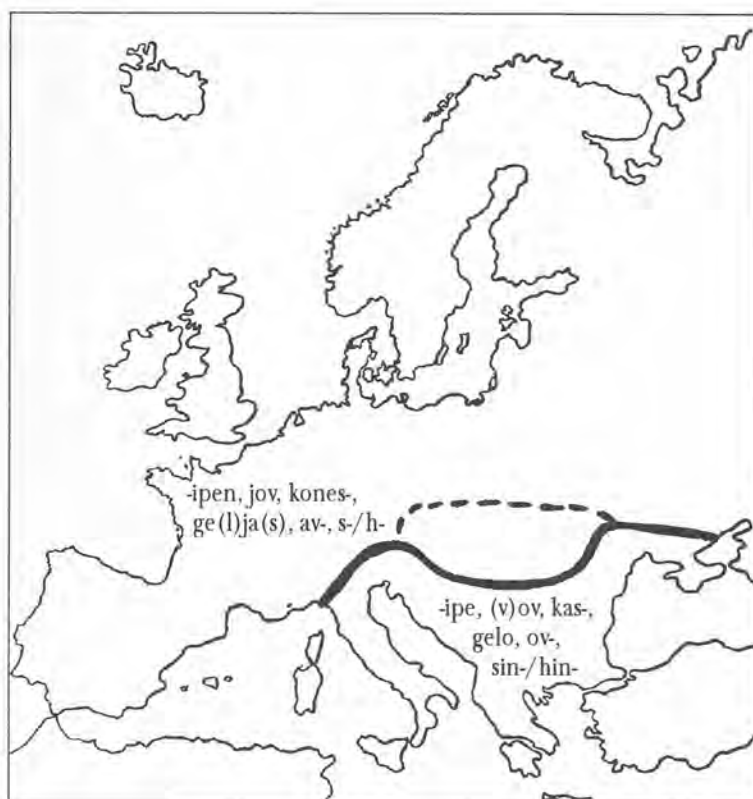 -ipen, jov, kones-,
ge(l)ja(s), av-, s-/h-
-ipe, (v)ov, kas-,
gelo, ov-,
sin-/hin-